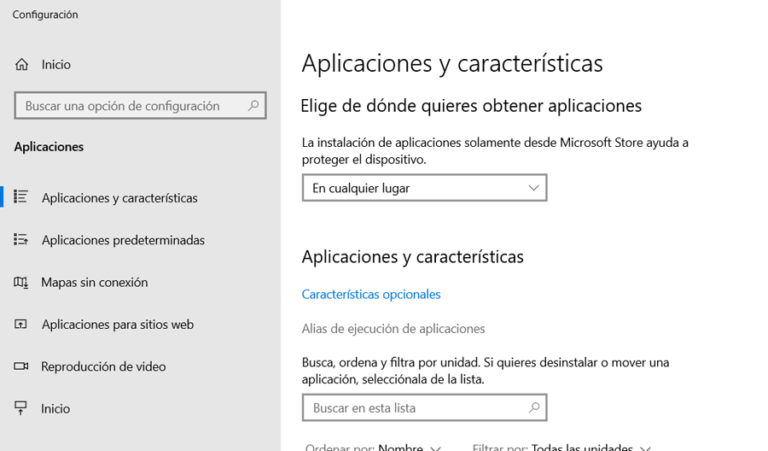 Configuración
Inicio
Buscar una opción de configuración
Aplicaciones
Aplicaciones y características
Aplicaciones predeterminadas
Mapas sin conexión
Aplicaciones para sitios web
Reproducción de video
Inicio
Aplicaciones y características
Elige de dónde quieres obtener aplicaciones
La instalación de aplicaciones solamente desde Microsoft Store ayuda a
proteger el dispositivo.
En cualquier lugar
Aplicaciones y características
Características opcionales
Alias de ejecución de aplicaciones
Busca, ordena y filtra por unidad. Si quieres desinstalar o mover una
aplicación, selecciónala de la lista.
Buscar en esta lista
Ordenar por: Nombre Filtrar por: Todas las unidades